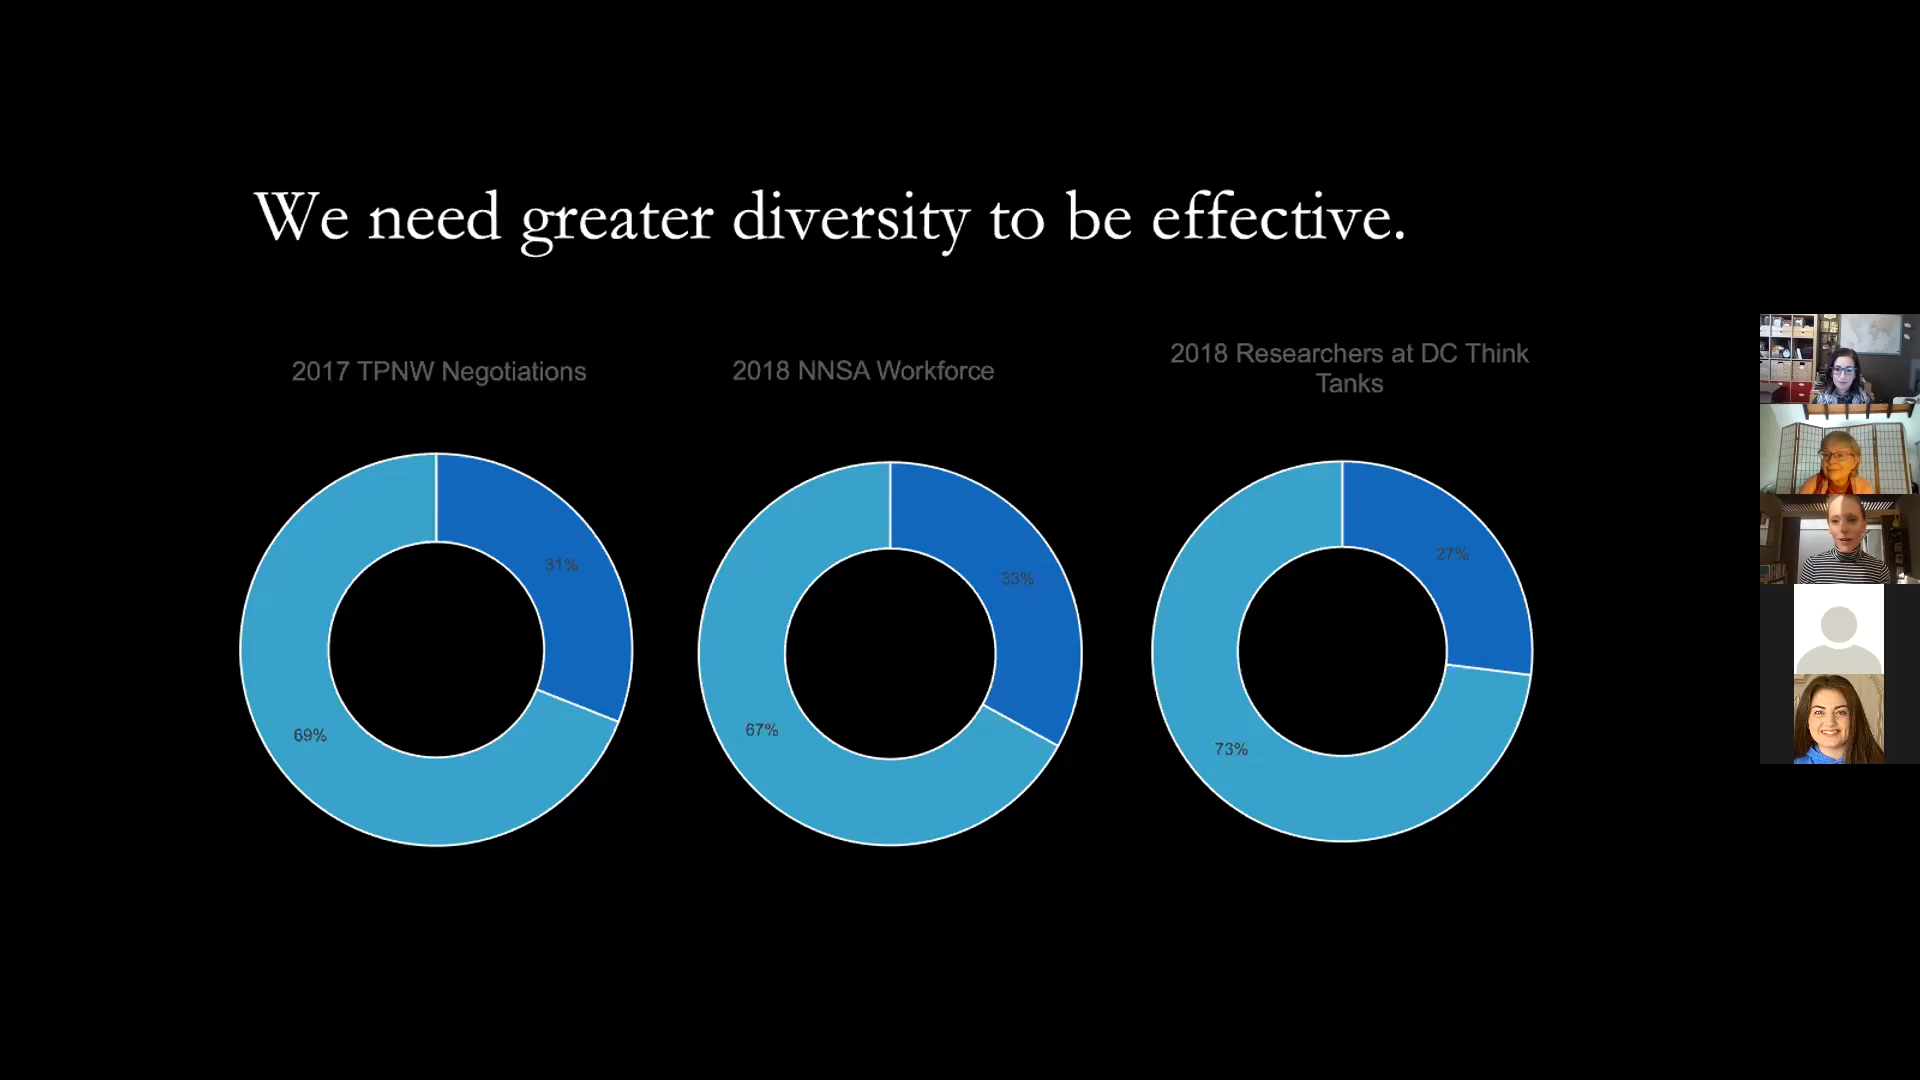 We need greater diversity to be effective.
2017 TPNW Negotiations
2018 NNSA Workforce
2018 Researchers at DC Think
Tanks
31%
69%
33%
67%
27%
73%